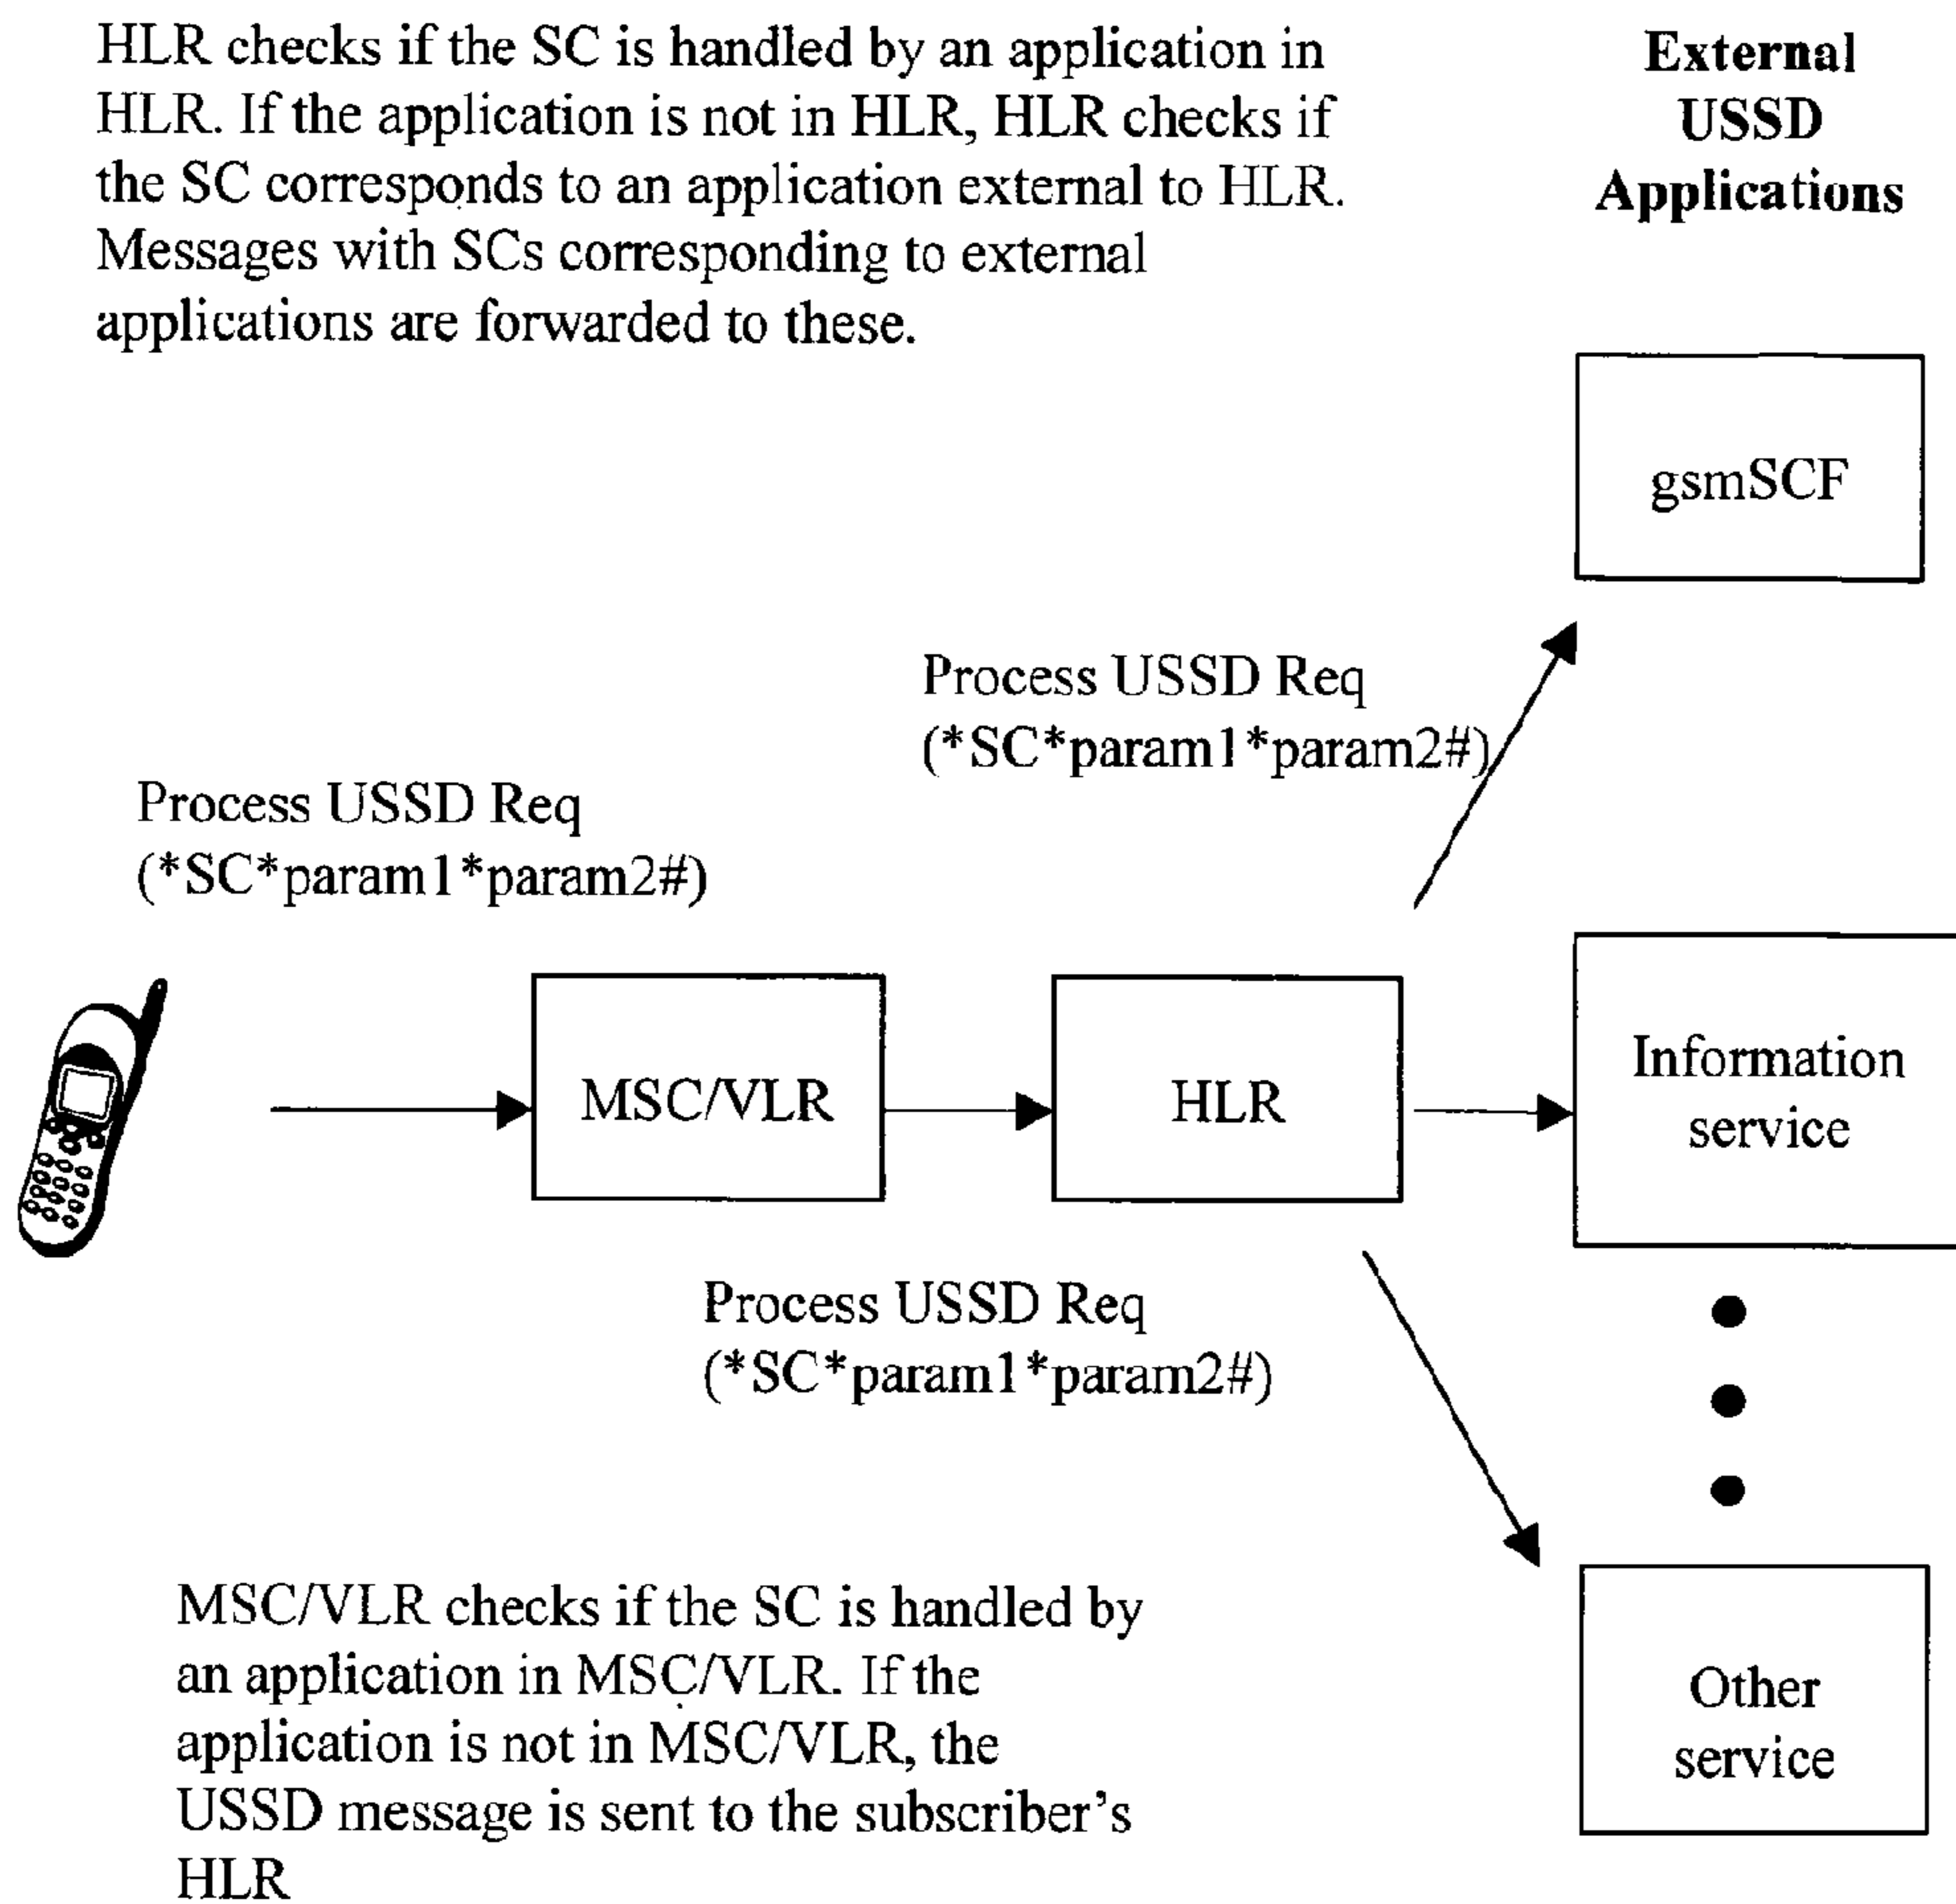 HLR checks if the SC is handled by an application in
HLR. If the application is not in HLR, HLR checks if
the SC corresponds to an application external to HLR.
Messages with SCs corresponding to external
applications are forwarded to these.
External
USSD
Applications
gsmSCF
Process USSD Req
(*SC*param1*param2#)
Process USSD Req
(*SC*param1*param2#)
MSC/VLR
HLR
Information
service
Process USSD Req
(*SC*param1*param2#)
MSC/VLR checks if the SC is handled by
an application in MSC/VLR. If the
application is not in MSC/VLR, the
USSD message is sent to the subscriber's
HLR
Other
service